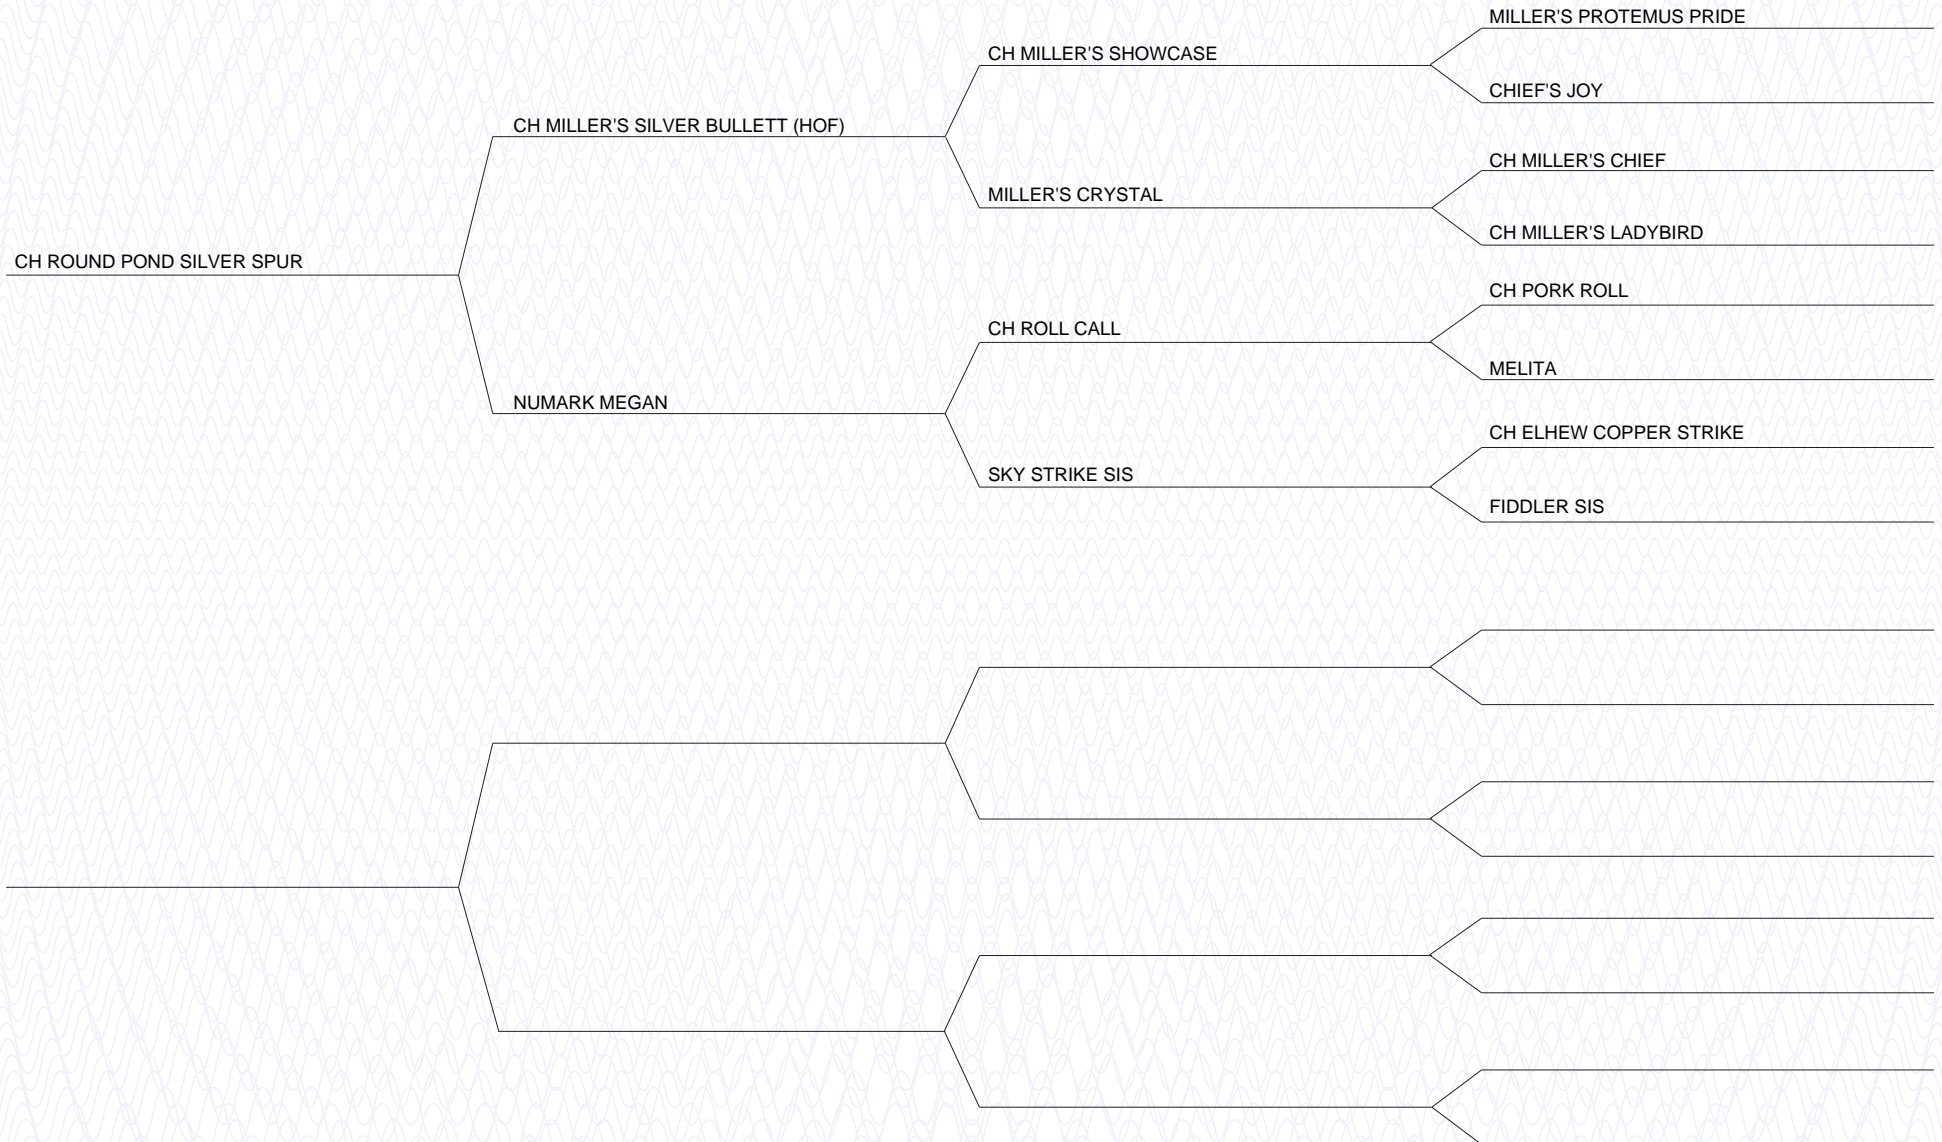 MILLER'S PROTEMUS PRIDE
CH MILLER'S SHOWCASE
CHIEF'S JOY
CH MILLER'S SILVER BULLETT (HOF)
CH MILLER'S CHIEF
MILLER'S CRYSTAL
CH MILLER'S LADYBIRD
CH ROUND POND SILVER SPUR
CH PORK ROLL
CH ROLL CALL
MELITA
NUMARK MEGAN
CH ELHEW COPPER STRIKE
SKY STRIKE SIS
FIDDLER SIS